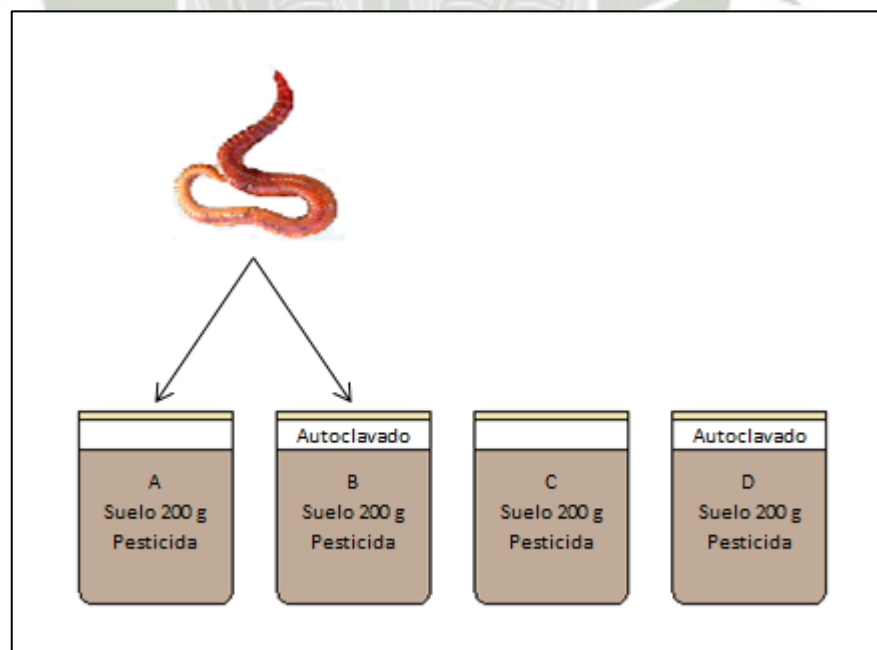 Autoclavado
Autoclavado
A
Suelo 200 g
Pesticida
B
Suelo 200 g
Pesticida
C
Suelo 200 g
Pesticida
D
Suelo 200 g
Pesticida